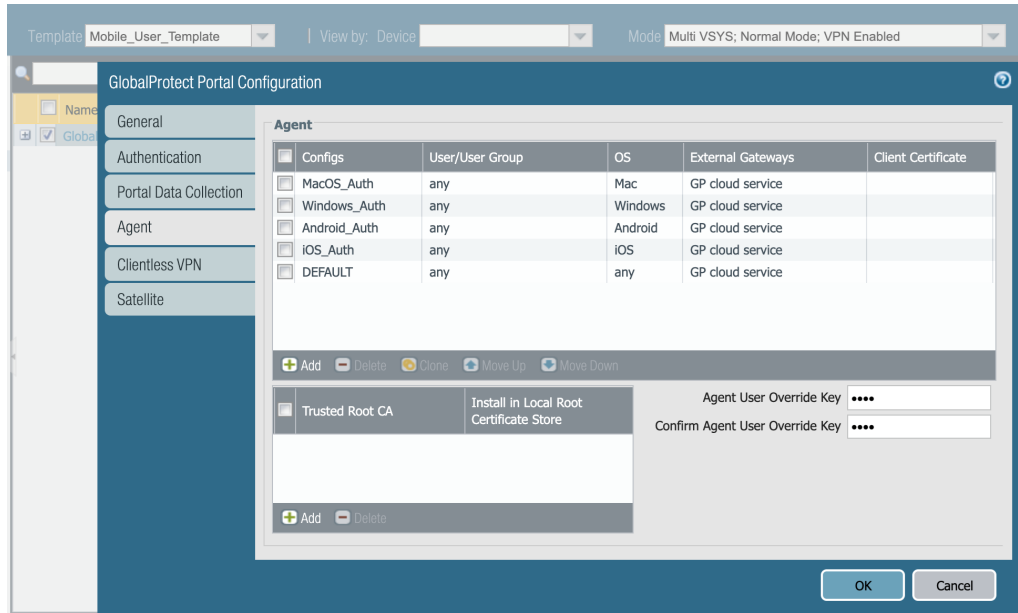 Template Mobile_User_Template | View by: Device Mode Multi VSYS; Normal Mode; VPN Enabled
GlobalProtect Portal Configuration
Name
Global
General
Authentication
Portal Data Collection
Agent
Clientless VPN
Satellite
Agent
Configs User/User Group OS External Gateways Client Certificate
MacOS_Auth any Mac GP cloud service
Windows_Auth any Windows GP cloud service
Android_Auth any Android GP cloud service
iOS_Auth any iOS GP cloud service
DEFAULT any any GP cloud service
Add Delete Clone Move Up Move Down
Trusted Root CA Install in Local Root
Certificate Store
Add Delete
Agent User Override Key ••••
Confirm Agent User Override Key ••••
OK Cancel